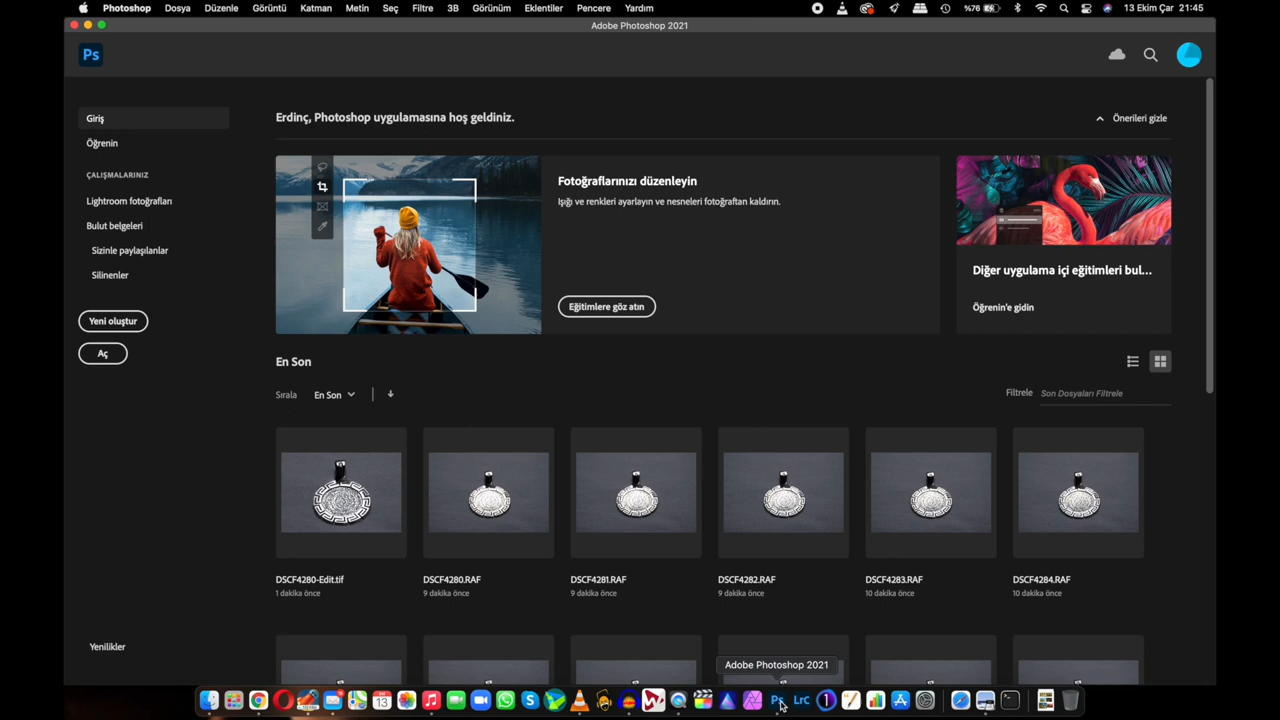 Photoshop Dosya Düzenle Görüntü Katman Metin Seç Filtre 3B Görünüm Eklentiler Pencere Yardım %76 13 Ekim Çar 21:45
Adobe Photoshop 2021
Ps
Giriş
Öğrenin
ÇALIŞMALARINIZ
Lightroom fotoğrafları
Bulut belgeleri
Sizinle paylaşılanlar
Silinenler
Yeni oluştur
Aç
Yenilikler
Erdinç, Photoshop uygulamasına hoş geldiniz.
Önerileri gizle
Fotoğraflarınızı düzenleyin
Işığı ve renkleri ayarlayın ve nesneleri fotoğraftan kaldırın.
Eğitimlere göz atın
Diğer uygulama içi eğitimleri bul...
Öğrenin'e gidin
En Son
Sırala En Son
Filtrele Son Dosyaları Filtrele
DSCF4280-Edit.tif
1 dakika önce
DSCF4280.RAF
9 dakika önce
DSCF4281.RAF
9 dakika önce
DSCF4282.RAF
9 dakika önce
DSCF4283.RAF
10 dakika önce
DSCF4284.RAF
10 dakika önce
Adobe Photoshop 2021
13
Ps
LrC